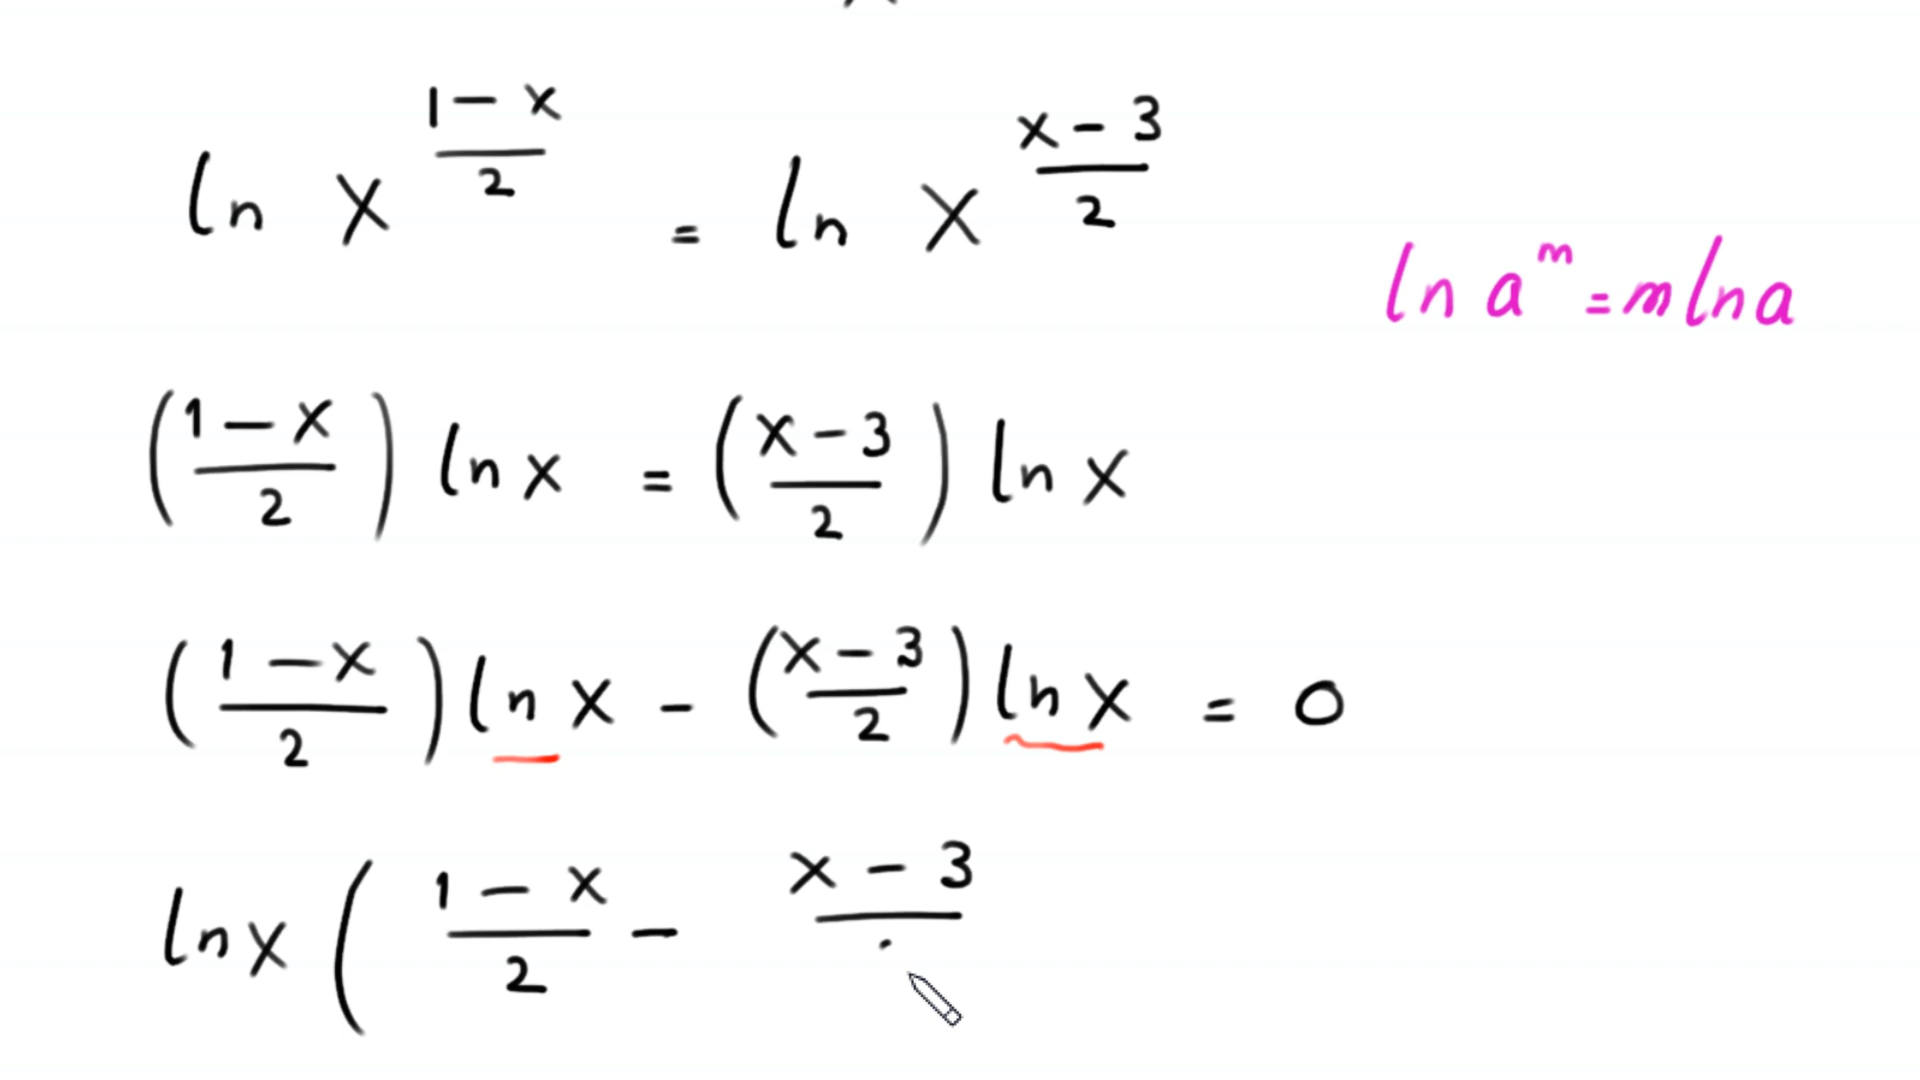 ln x^((1-x)/2) = ln x^((x-3)/2)
ln a^m = m ln a
((1-x)/2) ln x = ((x-3)/2) ln x
((1-x)/2) ln x - ((x-3)/2) ln x = 0
ln x ( (1-x)/2 - (x-3)/